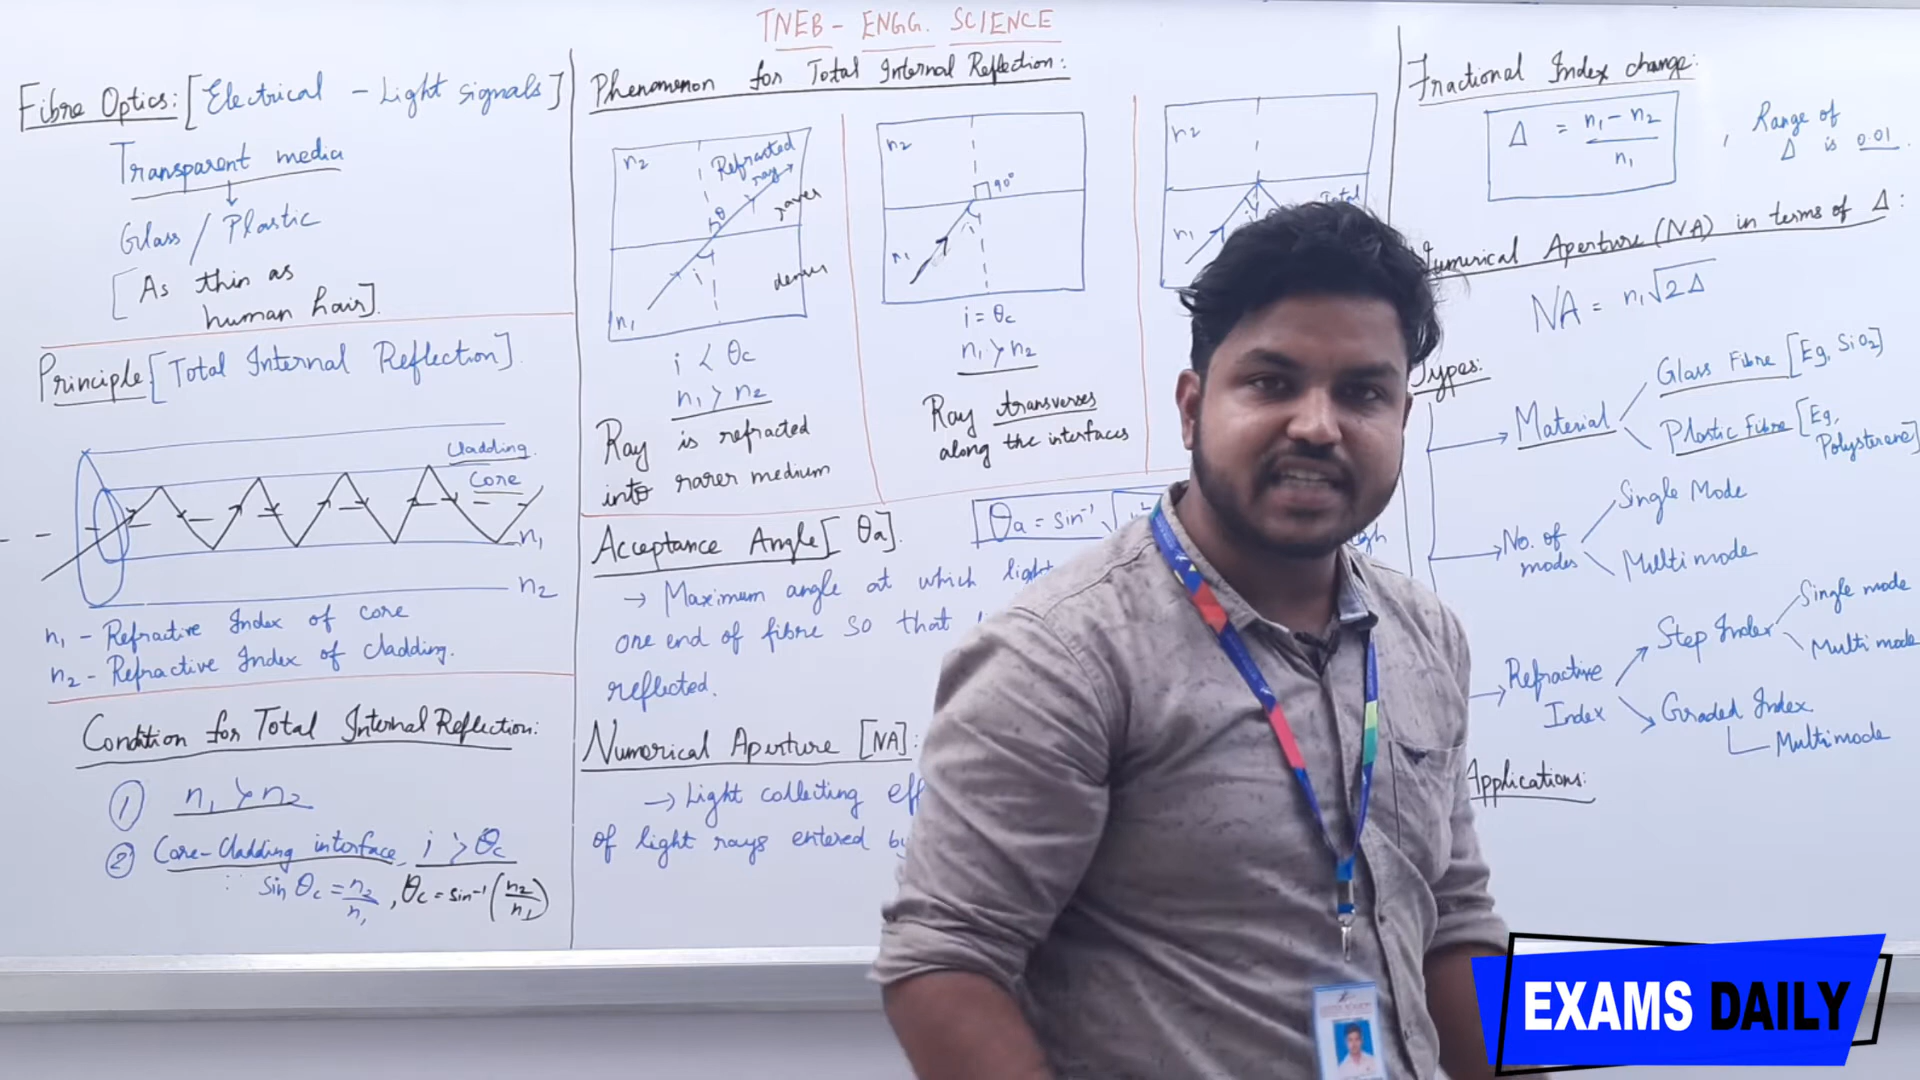 TNEB - ENGG. SCIENCE
Fibre Optics: [Electrical - Light signals]
Transparent media
Glass / Plastic
[As thin as
human hair].
Principle [Total Internal Reflection].
Cladding
Core
n1
n2
n1 - Refractive Index of core
n2 - Refractive Index of cladding.
Condition for Total Internal Reflection:
① n1 > n2
② Core-Cladding interface, i > θc
∵ sin θc = n2/n1, θc = sin⁻¹(n2/n1)
Phenomenon for Total Internal Reflection:
n2
Refracted
ray
θ
rarer
i
denser
n1
i < θc
n1 > n2
Ray is refracted
into rarer medium
n2
90°
i
n1
i = θc
n1 > n2
Ray transverses
along the interfaces
n2
Total
i
n1
Acceptance Angle [θa].
θa = sin⁻¹ √
→ Maximum angle at which light
one end of fibre so that
reflected.
Numerical Aperture [NA]:
→ Light collecting
of light rays entered
Fractional Index change:
Δ = n1 - n2 / n1
, Range of
Δ is 0.01.
Numerical Aperture (NA) in terms of Δ:
NA = n1√2Δ
Types:
Material
Glass Fibre [Eg, SiO2]
Plastic Fibre [Eg,
Polysterene]
No. of
modes
Single Mode
Multi mode
Refractive
Index
Step Index
Single mode
Multi mode
Graded Index
Multimode
Applications:
EXAMS DAILY